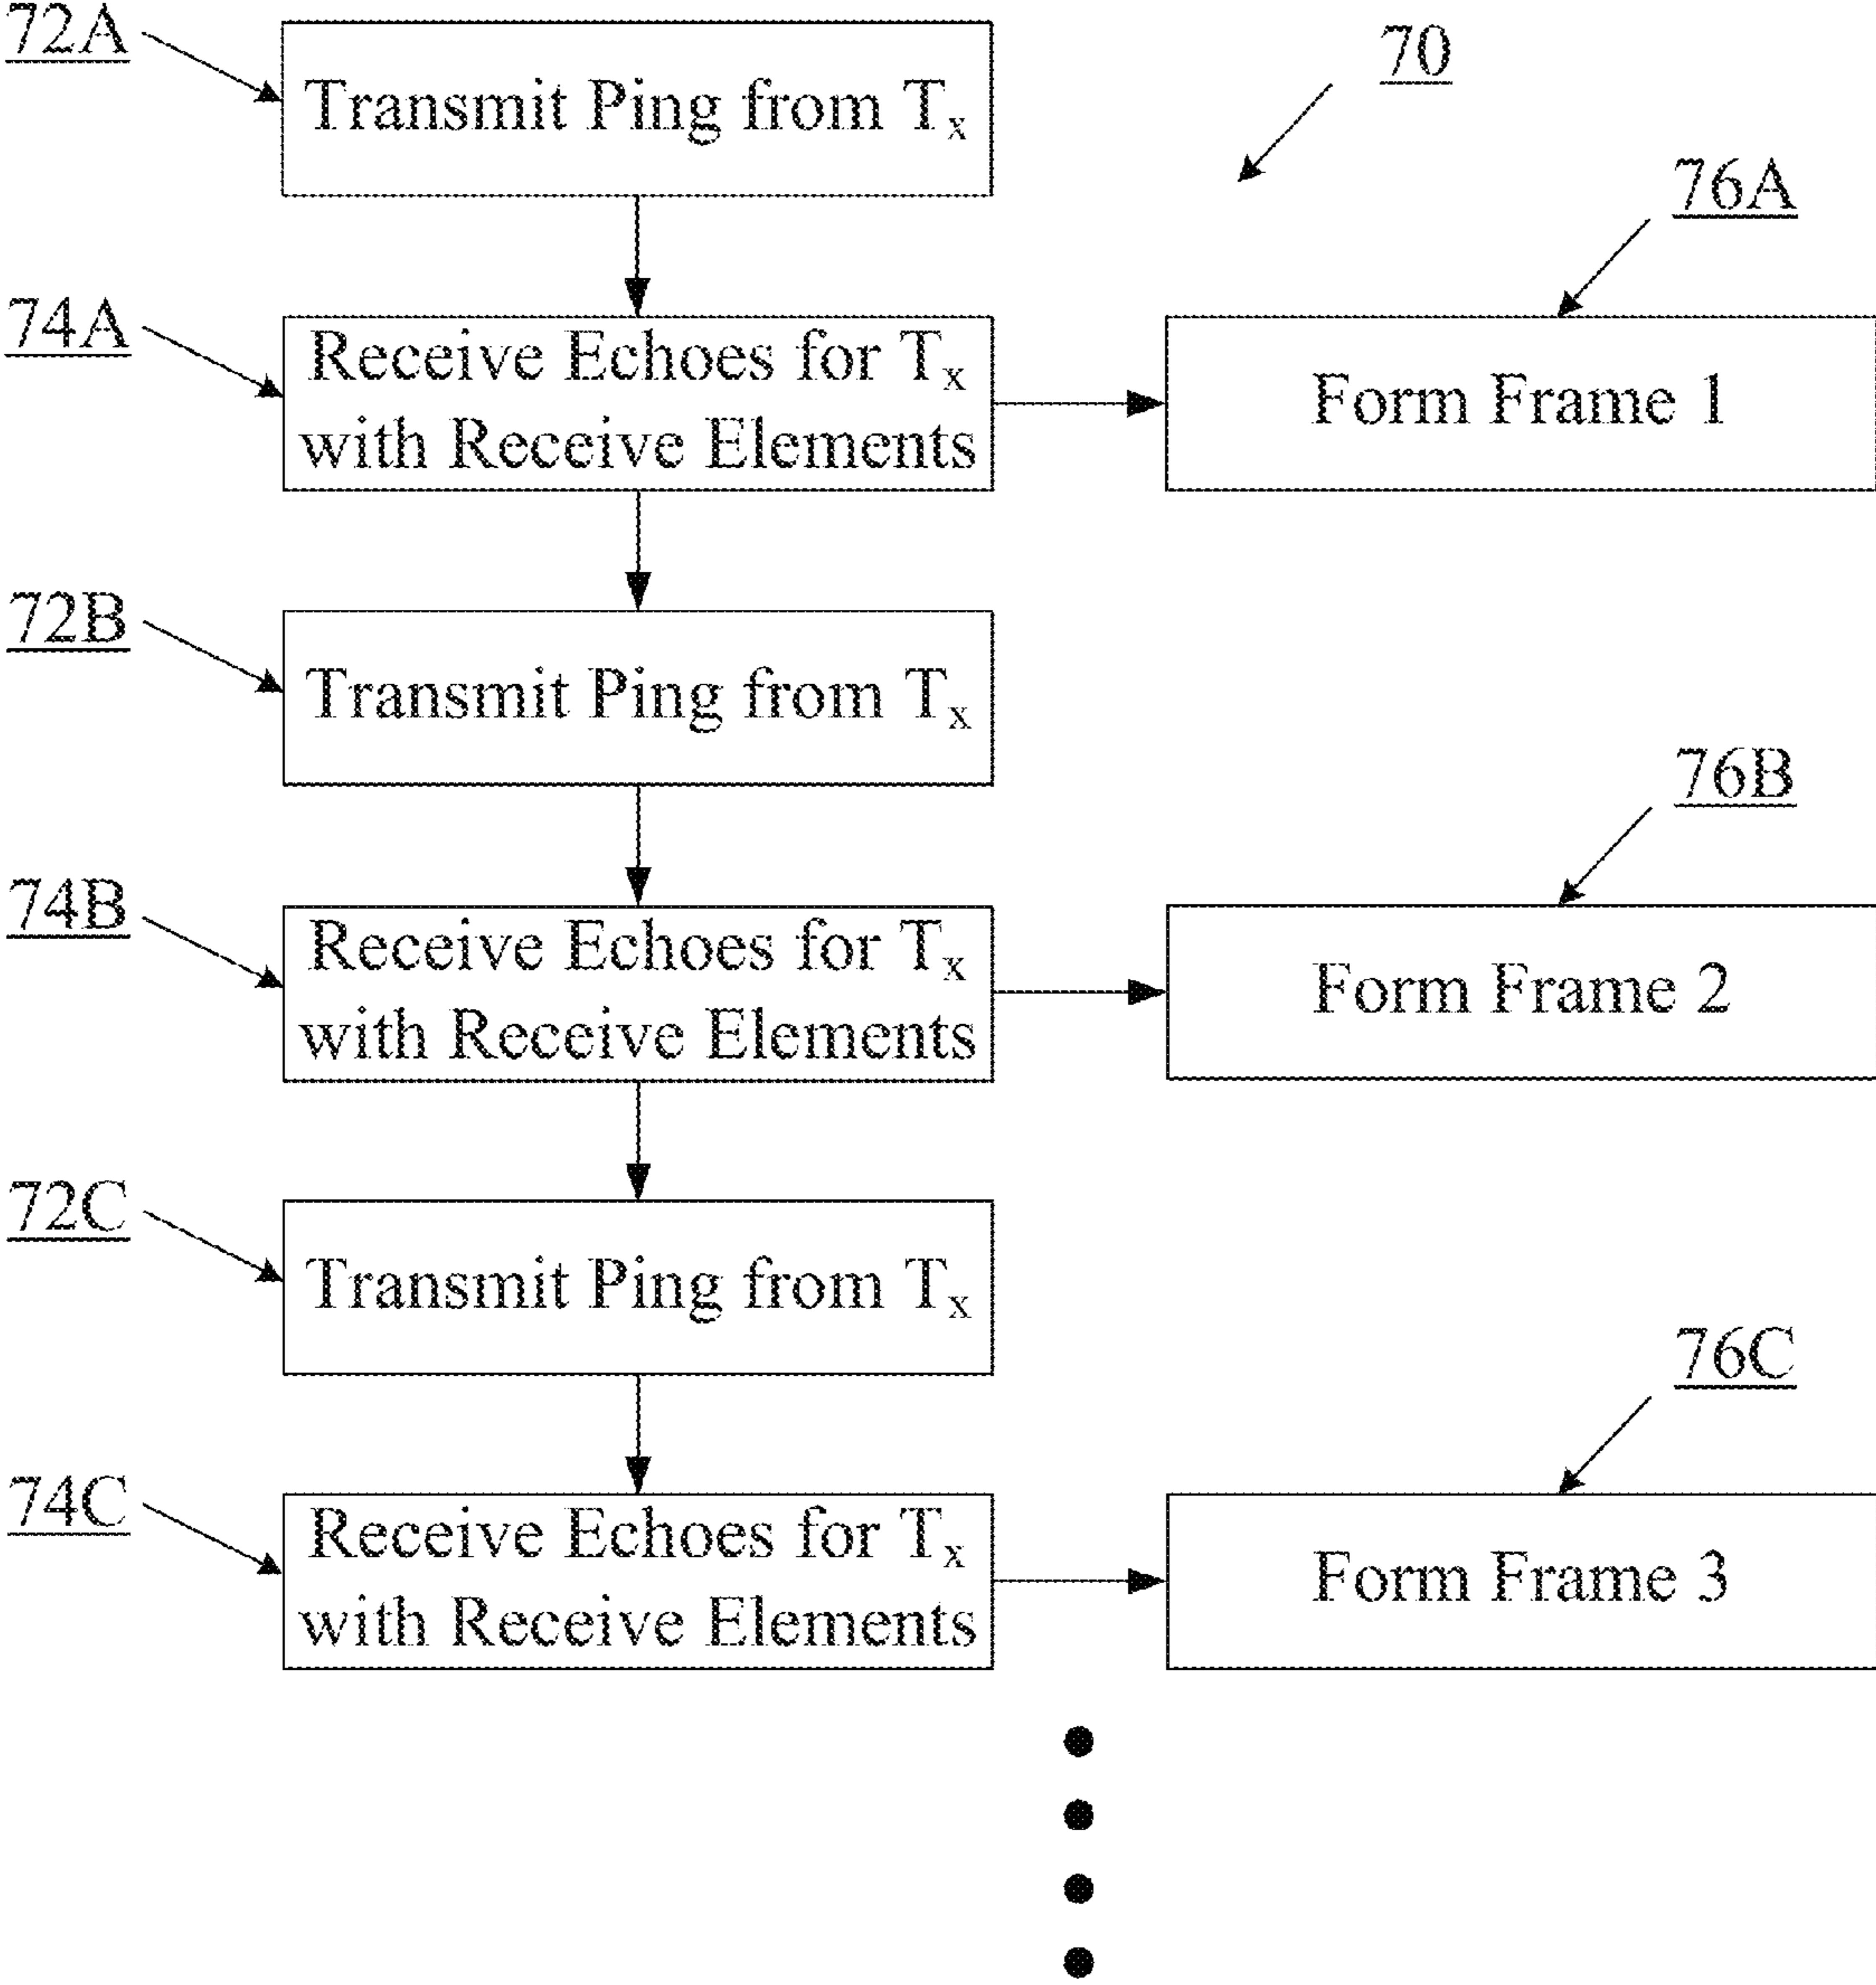 72A
Transmit Ping from Tx
70
76A
74A
Receive Echoes for Tx
with Receive Elements
Form Frame 1
72B
Transmit Ping from Tx
76B
74B
Receive Echoes for Tx
with Receive Elements
Form Frame 2
72C
Transmit Ping from Tx
76C
74C
Receive Echoes for Tx
with Receive Elements
Form Frame 3